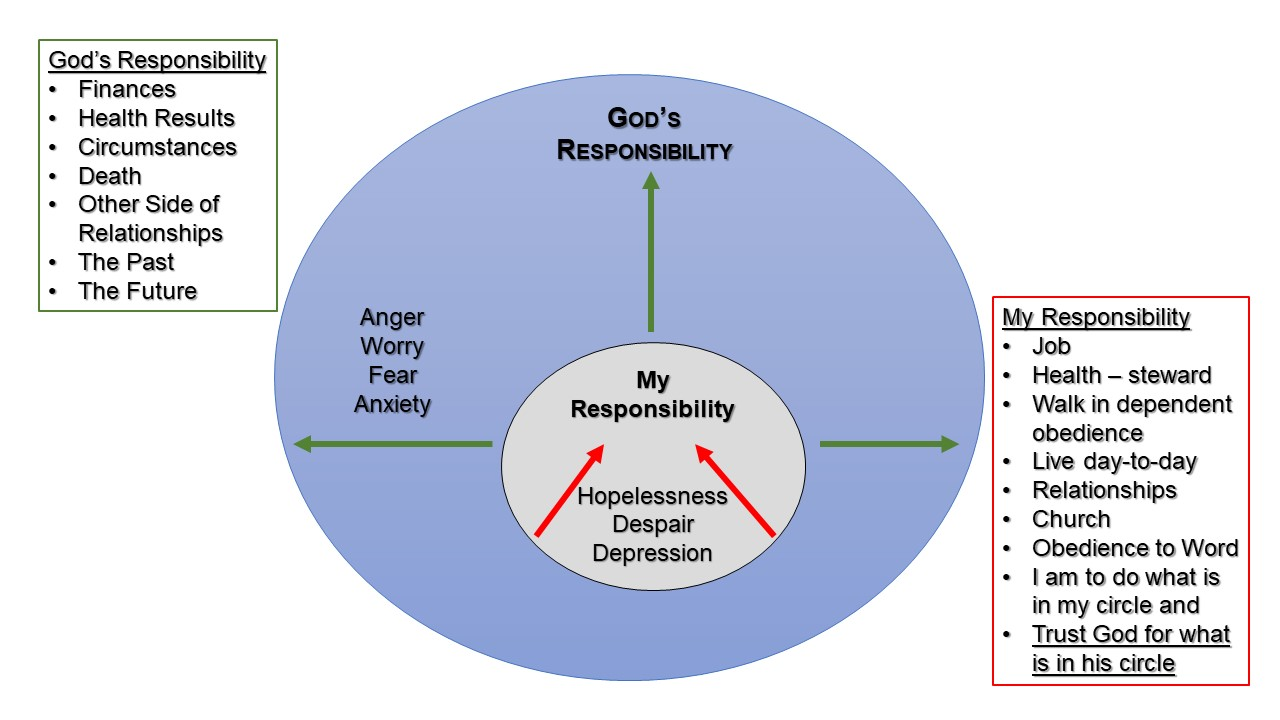 God’s Responsibility
• Finances
• Health Results
• Circumstances
• Death
• Other Side of
Relationships
• The Past
• The Future
God’s
Responsibility
Anger
Worry
Fear
Anxiety
My
Responsibility
Hopelessness
Despair
Depression
My Responsibility
• Job
• Health – steward
• Walk in dependent
obedience
• Live day-to-day
• Relationships
• Church
• Obedience to Word
• I am to do what is
in my circle and
• Trust God for what
is in his circle